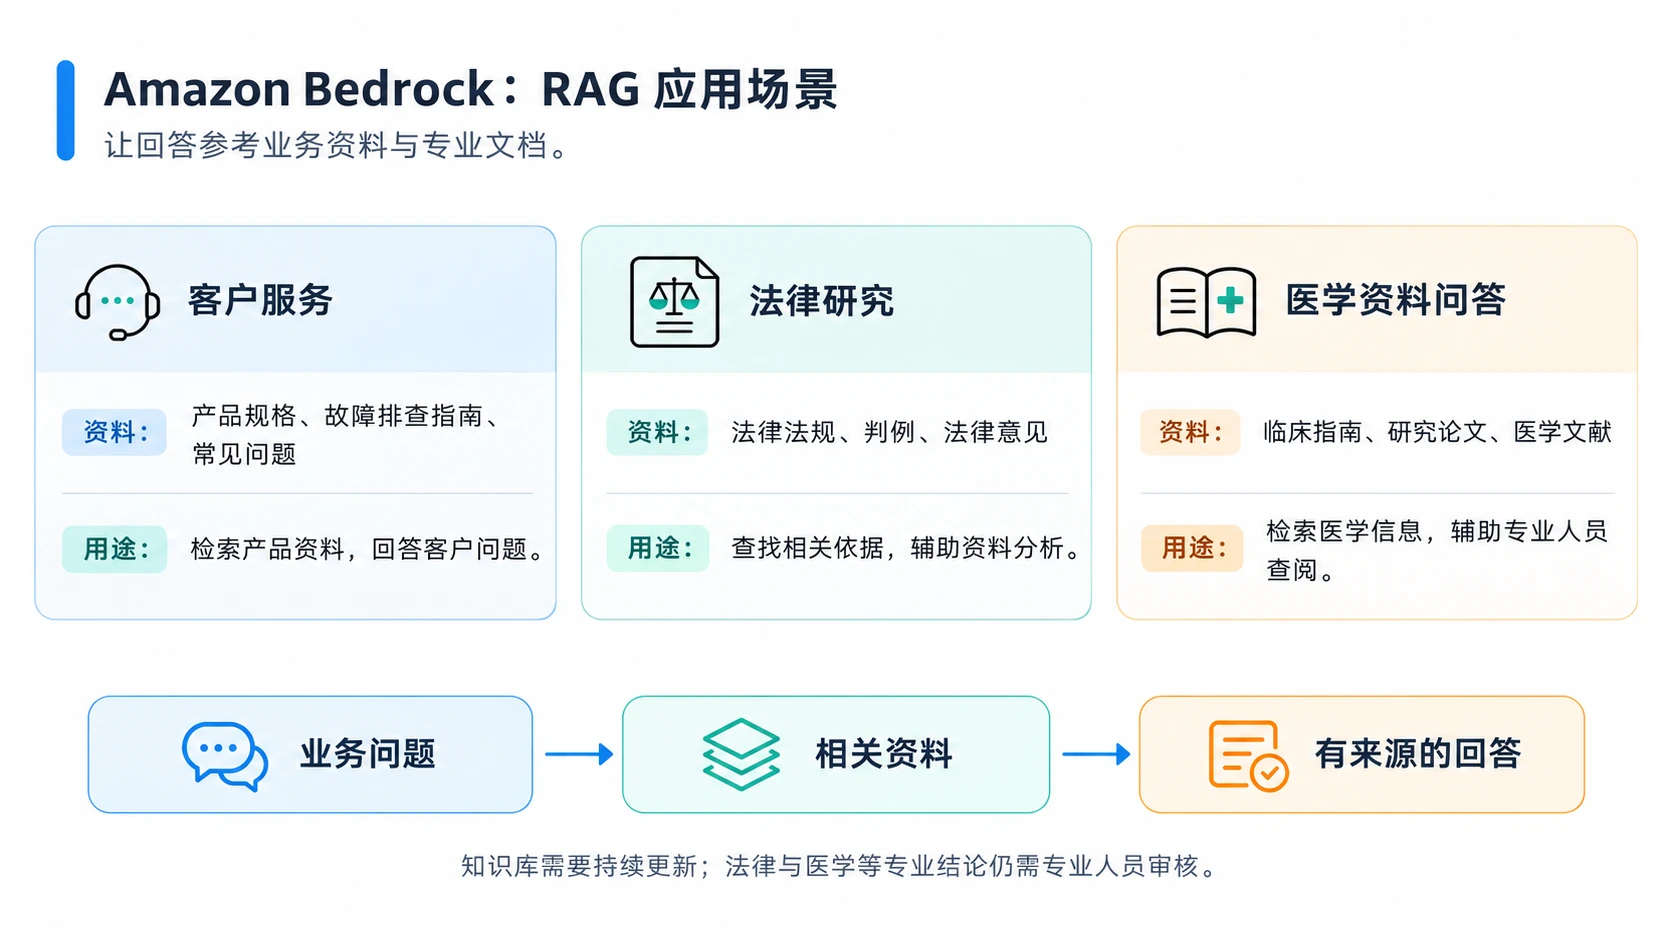 Amazon Bedrock：RAG 应用场景
让回答参考业务资料与专业文档。
客户服务
资料：
产品规格、故障排查指南、
常见问题
用途：
检索产品资料，回答客户问题。
法律研究
资料：
法律法规、判例、法律意见
用途：
查找相关依据，辅助资料分析。
医学资料问答
资料：
临床指南、研究论文、医学文献
用途：
检索医学信息，辅助专业人员
查阅。
业务问题
相关资料
有来源的回答
知识库需要持续更新；法律与医学等专业结论仍需专业人员审核。